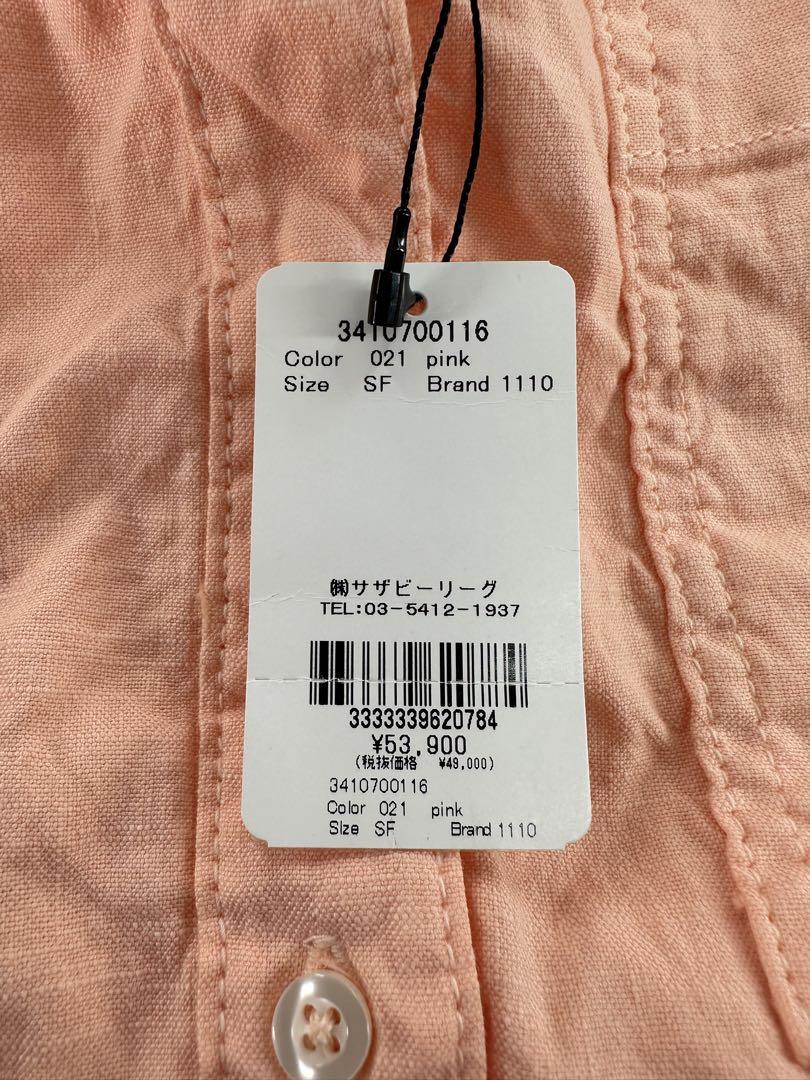 3410700116
Color 021 pink
Size SF Brand 1110
㈱サザビーリーグ
TEL:03-5412-1937
3333339620784
¥53,900
(税抜価格 ¥49,000)
3410700116
Color 021 pink
Size SF Brand 1110